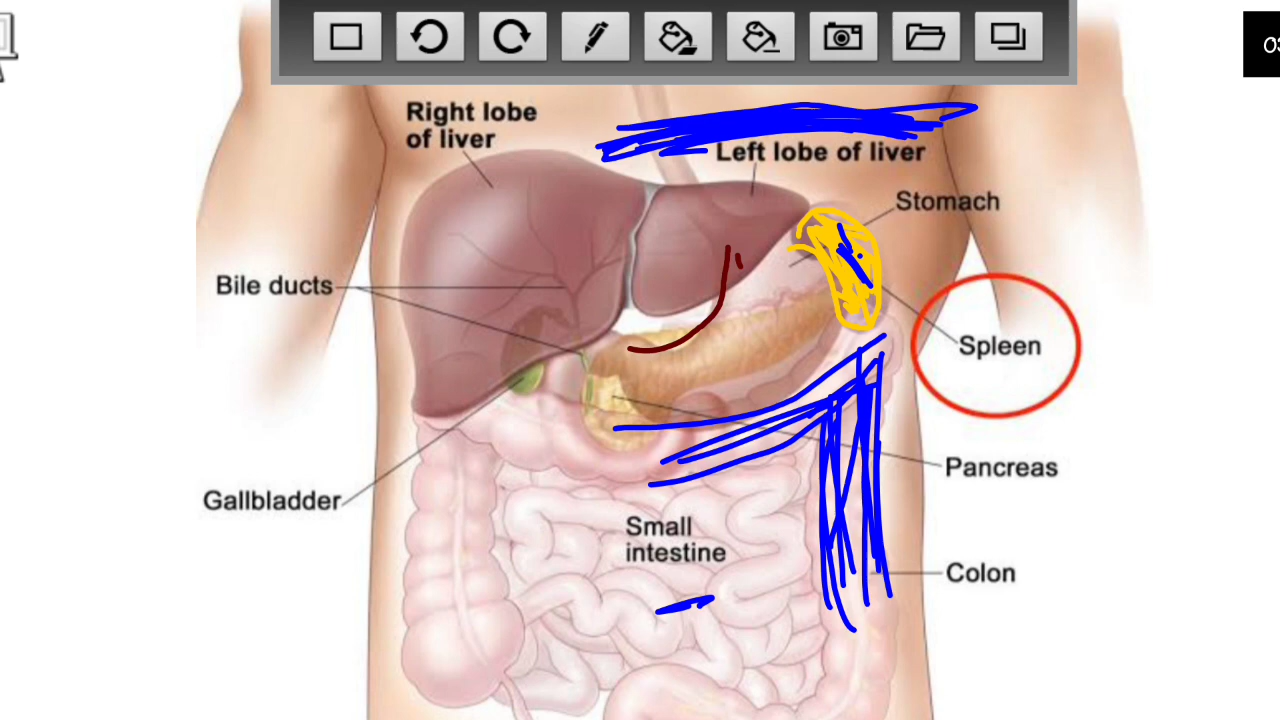 Right lobe
of liver
Left lobe of liver
Stomach
Bile ducts
Spleen
Pancreas
Gallbladder
Small
intestine
Colon